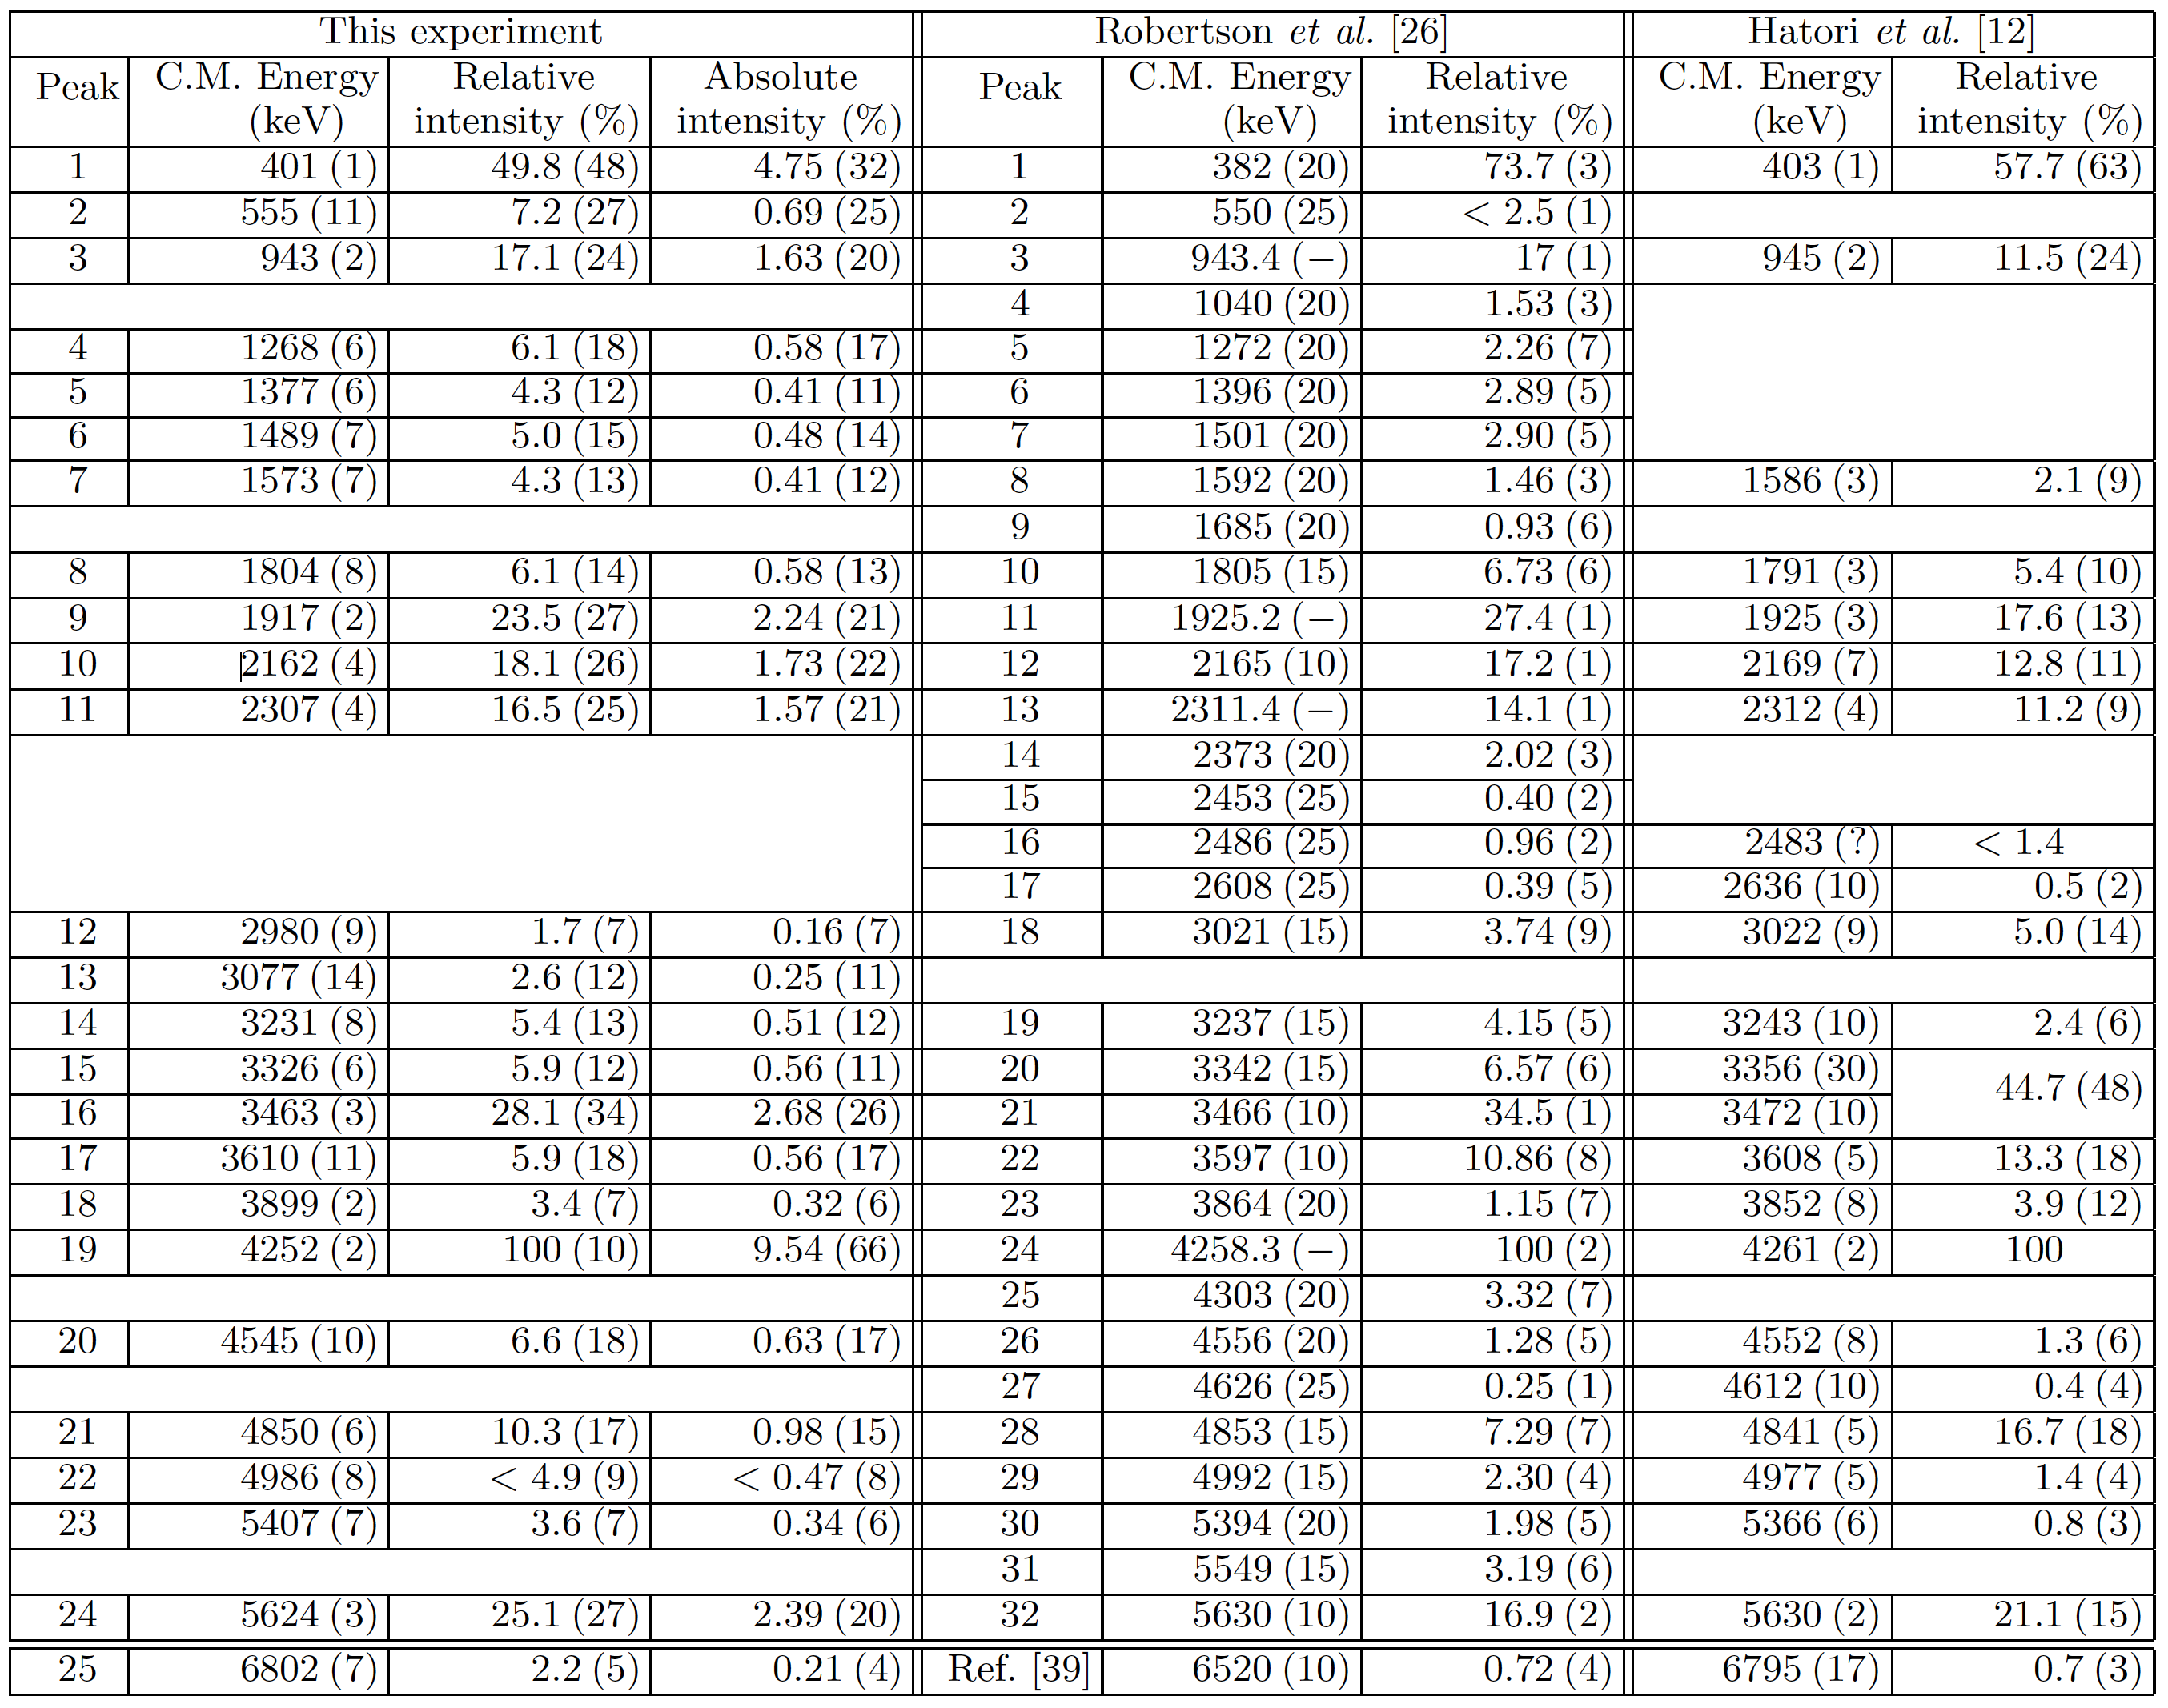 This experiment Robertson et al. [26] Hatori et al. [12]
Peak C.M. Energy Relative Absolute Peak C.M. Energy Relative C.M. Energy Relative
(keV) intensity (%) intensity (%) (keV) intensity (%) (keV) intensity (%)
1 401 (1) 49.8 (48) 4.75 (32) 1 382 (20) 73.7 (3) 403 (1) 57.7 (63)
2 555 (11) 7.2 (27) 0.69 (25) 2 550 (25) < 2.5 (1)
3 943 (2) 17.1 (24) 1.63 (20) 3 943.4 (−) 17 (1) 945 (2) 11.5 (24)
4 1040 (20) 1.53 (3)
4 1268 (6) 6.1 (18) 0.58 (17) 5 1272 (20) 2.26 (7)
5 1377 (6) 4.3 (12) 0.41 (11) 6 1396 (20) 2.89 (5)
6 1489 (7) 5.0 (15) 0.48 (14) 7 1501 (20) 2.90 (5)
7 1573 (7) 4.3 (13) 0.41 (12) 8 1592 (20) 1.46 (3) 1586 (3) 2.1 (9)
9 1685 (20) 0.93 (6)
8 1804 (8) 6.1 (14) 0.58 (13) 10 1805 (15) 6.73 (6) 1791 (3) 5.4 (10)
9 1917 (2) 23.5 (27) 2.24 (21) 11 1925.2 (−) 27.4 (1) 1925 (3) 17.6 (13)
10 2162 (4) 18.1 (26) 1.73 (22) 12 2165 (10) 17.2 (1) 2169 (7) 12.8 (11)
11 2307 (4) 16.5 (25) 1.57 (21) 13 2311.4 (−) 14.1 (1) 2312 (4) 11.2 (9)
14 2373 (20) 2.02 (3)
15 2453 (25) 0.40 (2)
16 2486 (25) 0.96 (2) 2483 (?) < 1.4
17 2608 (25) 0.39 (5) 2636 (10) 0.5 (2)
12 2980 (9) 1.7 (7) 0.16 (7) 18 3021 (15) 3.74 (9) 3022 (9) 5.0 (14)
13 3077 (14) 2.6 (12) 0.25 (11)
14 3231 (8) 5.4 (13) 0.51 (12) 19 3237 (15) 4.15 (5) 3243 (10) 2.4 (6)
15 3326 (6) 5.9 (12) 0.56 (11) 20 3342 (15) 6.57 (6) 3356 (30) 44.7 (48)
16 3463 (3) 28.1 (34) 2.68 (26) 21 3466 (10) 34.5 (1) 3472 (10)
17 3610 (11) 5.9 (18) 0.56 (17) 22 3597 (10) 10.86 (8) 3608 (5) 13.3 (18)
18 3899 (2) 3.4 (7) 0.32 (6) 23 3864 (20) 1.15 (7) 3852 (8) 3.9 (12)
19 4252 (2) 100 (10) 9.54 (66) 24 4258.3 (−) 100 (2) 4261 (2) 100
25 4303 (20) 3.32 (7)
20 4545 (10) 6.6 (18) 0.63 (17) 26 4556 (20) 1.28 (5) 4552 (8) 1.3 (6)
27 4626 (25) 0.25 (1) 4612 (10) 0.4 (4)
21 4850 (6) 10.3 (17) 0.98 (15) 28 4853 (15) 7.29 (7) 4841 (5) 16.7 (18)
22 4986 (8) < 4.9 (9) < 0.47 (8) 29 4992 (15) 2.30 (4) 4977 (5) 1.4 (4)
23 5407 (7) 3.6 (7) 0.34 (6) 30 5394 (20) 1.98 (5) 5366 (6) 0.8 (3)
31 5549 (15) 3.19 (6)
24 5624 (3) 25.1 (27) 2.39 (20) 32 5630 (10) 16.9 (2) 5630 (2) 21.1 (15)
25 6802 (7) 2.2 (5) 0.21 (4) Ref. [39] 6520 (10) 0.72 (4) 6795 (17) 0.7 (3)